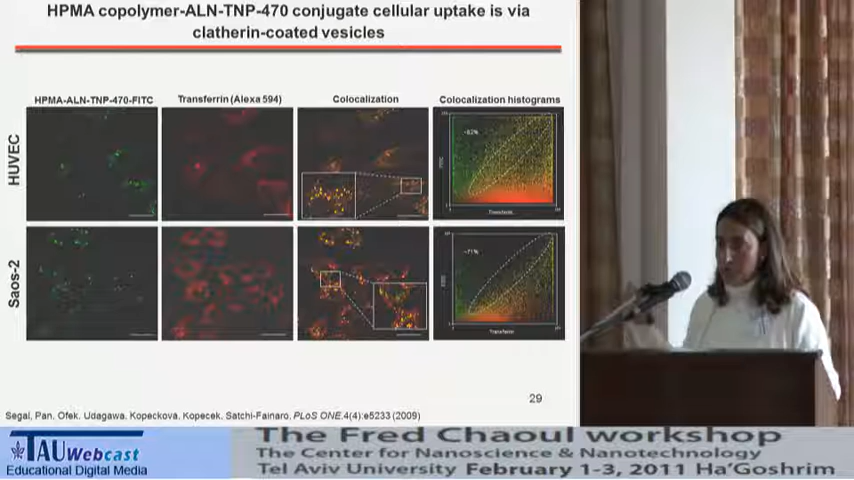 HPMA copolymer-ALN-TNP-470 conjugate cellular uptake is via
clatherin-coated vesicles
HPMA-ALN-TNP-470-FITC
Transferrin (Alexa 594)
Colocalization
Colocalization histograms
HUVEC
~62%
Transferrin
Saos-2
~71%
Transferrin
29
Segal, Pan, Ofek, Udagawa, Kopeckova, Kopecek, Satchi-Fainaro, PLoS ONE,4(4):e5233 (2009)
TAU Webcast
Educational Digital Media
The Fred Chaoul workshop
The Center for Nanoscience & Nanotechnology
Tel Aviv University February 1-3, 2011 Ha'Goshrim